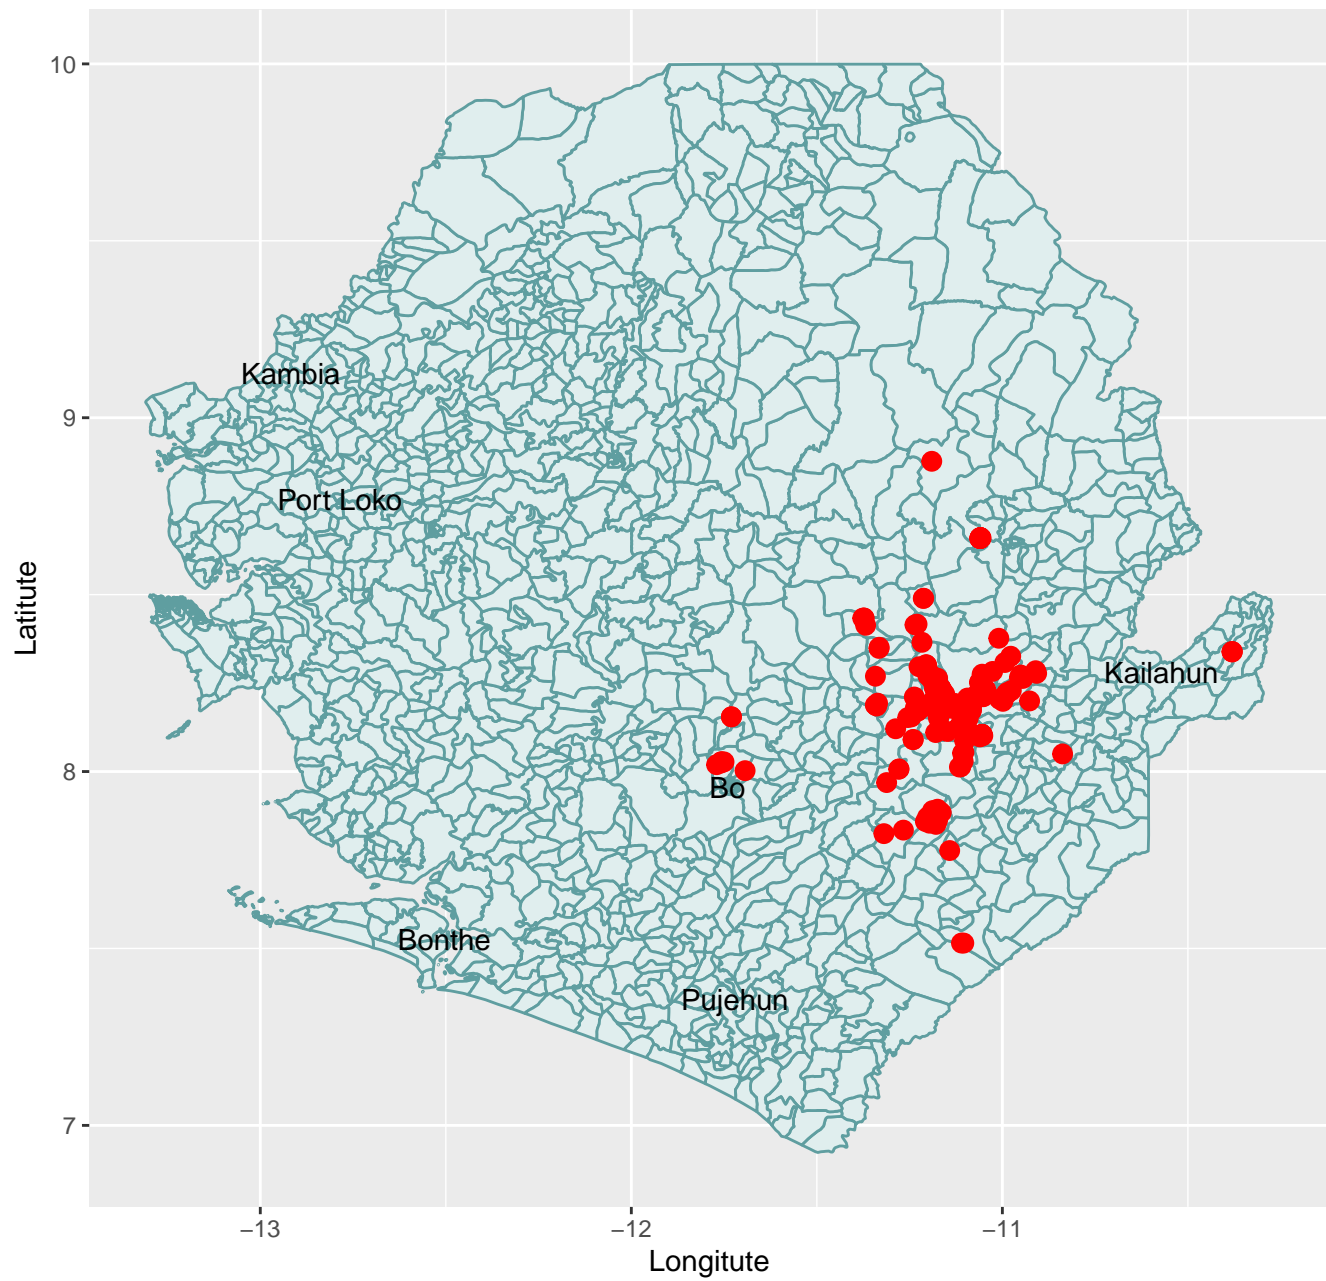 10
9
8
7
Latitute
Kambia
Port Loko
Kailahun
Bo
Bonthe
Pujehun
−13
−12
−11
Longitute